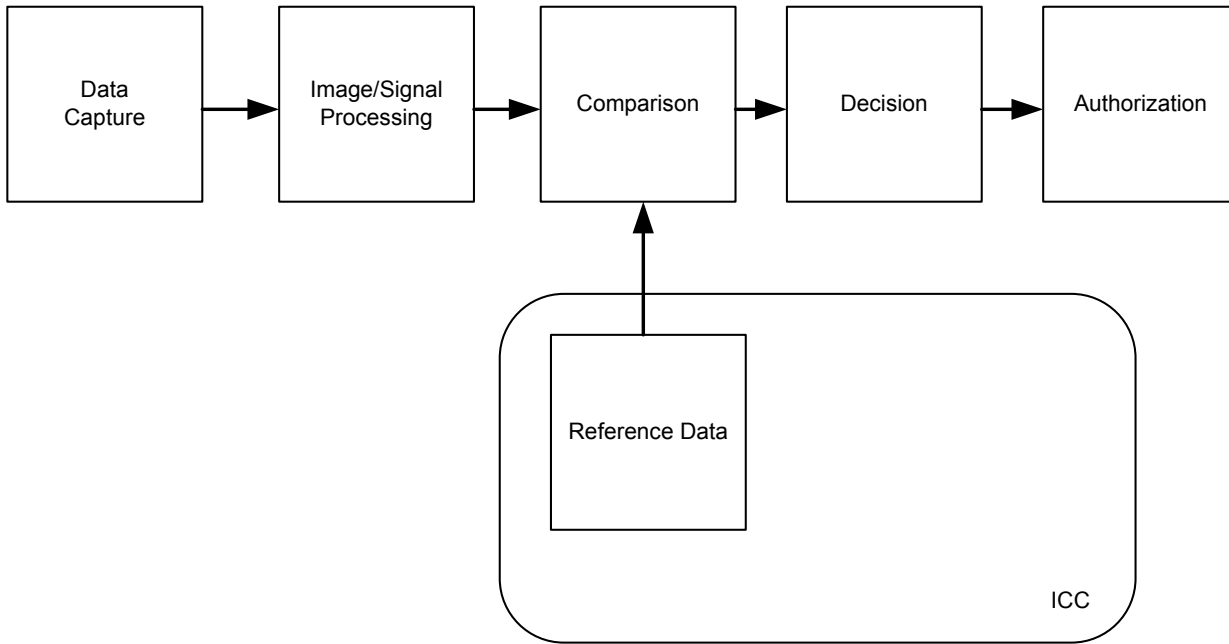 Data
Capture
Image/Signal
Processing
Comparison
Decision
Authorization
Reference Data
ICC